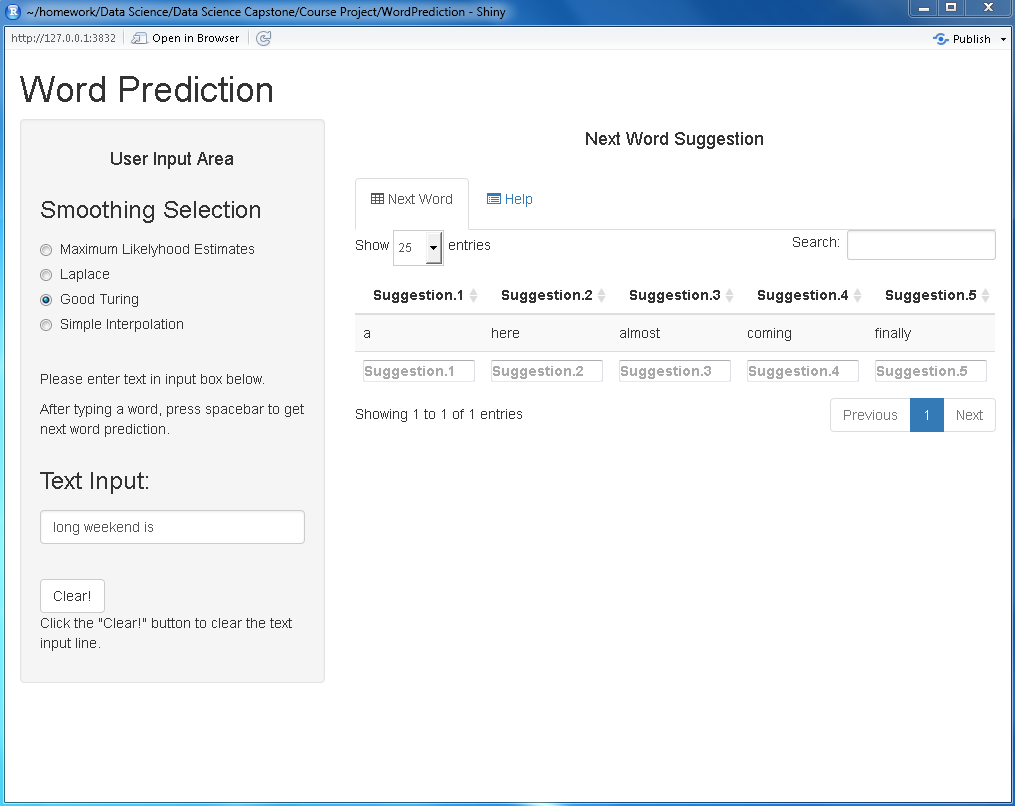 ~/homework/Data Science/Data Science Capstone/Course Project/WordPrediction - Shiny
http://127.0.0.1:3832 Open in Browser Publish
Word Prediction
User Input Area
Smoothing Selection
Maximum Likelyhood Estimates
Laplace
Good Turing
Simple Interpolation
Please enter text in input box below.
After typing a word, press spacebar to get
next word prediction.
Text Input:
long weekend is
Clear!
Click the "Clear!" button to clear the text
input line.
Next Word Suggestion
Next Word Help
Show 25 entries Search:
Suggestion.1 Suggestion.2 Suggestion.3 Suggestion.4 Suggestion.5
a here almost coming finally
Suggestion.1 Suggestion.2 Suggestion.3 Suggestion.4 Suggestion.5
Showing 1 to 1 of 1 entries Previous 1 Next